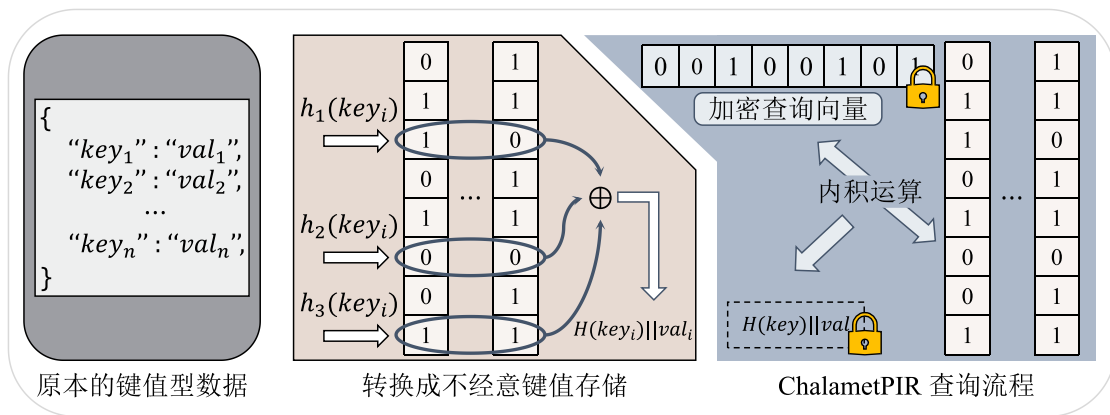 {
“key₁” : “val₁”,
“key₂” : “val₂”,
...
“keyₙ” : “valₙ”,
}
原本的键值型数据
h₁(keyᵢ)
h₂(keyᵢ)
h₃(keyᵢ)
0 1
1 1
1 0
0 1
1 ... 1
0 0
0 1
1 1
⊕
H(keyᵢ)||valᵢ
转换成不经意键值存储
0 0 1 0 0 1 0 1
加密查询向量
内积运算
H(key)||val
0 1
1 1
1 0
0 1
1 ... 1
0 0
0 1
1 1
ChalametPIR 查询流程